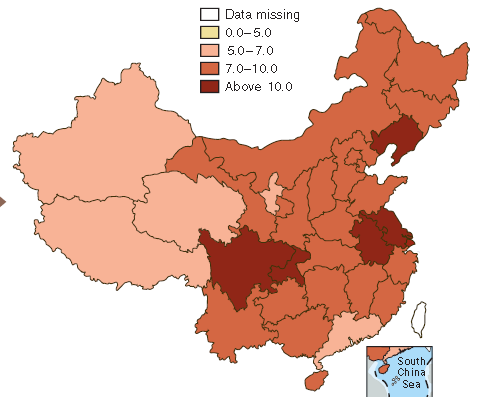 Data missing
0.0–5.0
5.0–7.0
7.0–10.0
Above 10.0
South
China
Sea